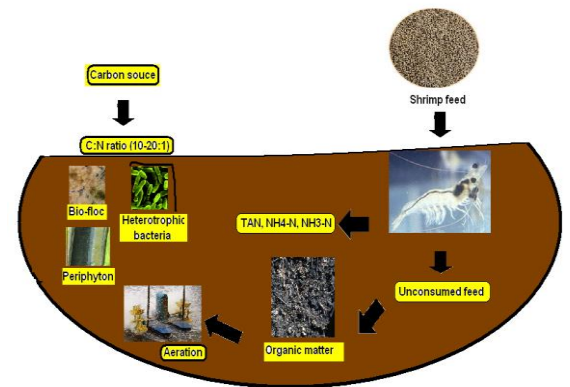 Carbon souce
Shrimp feed
C:N ratio (10-20:1)
Bio-floc
Heterotrophic
bacteria
TAN, NH4-N, NH3-N
Periphyton
Unconsumed feed
Aeration
Organic matter